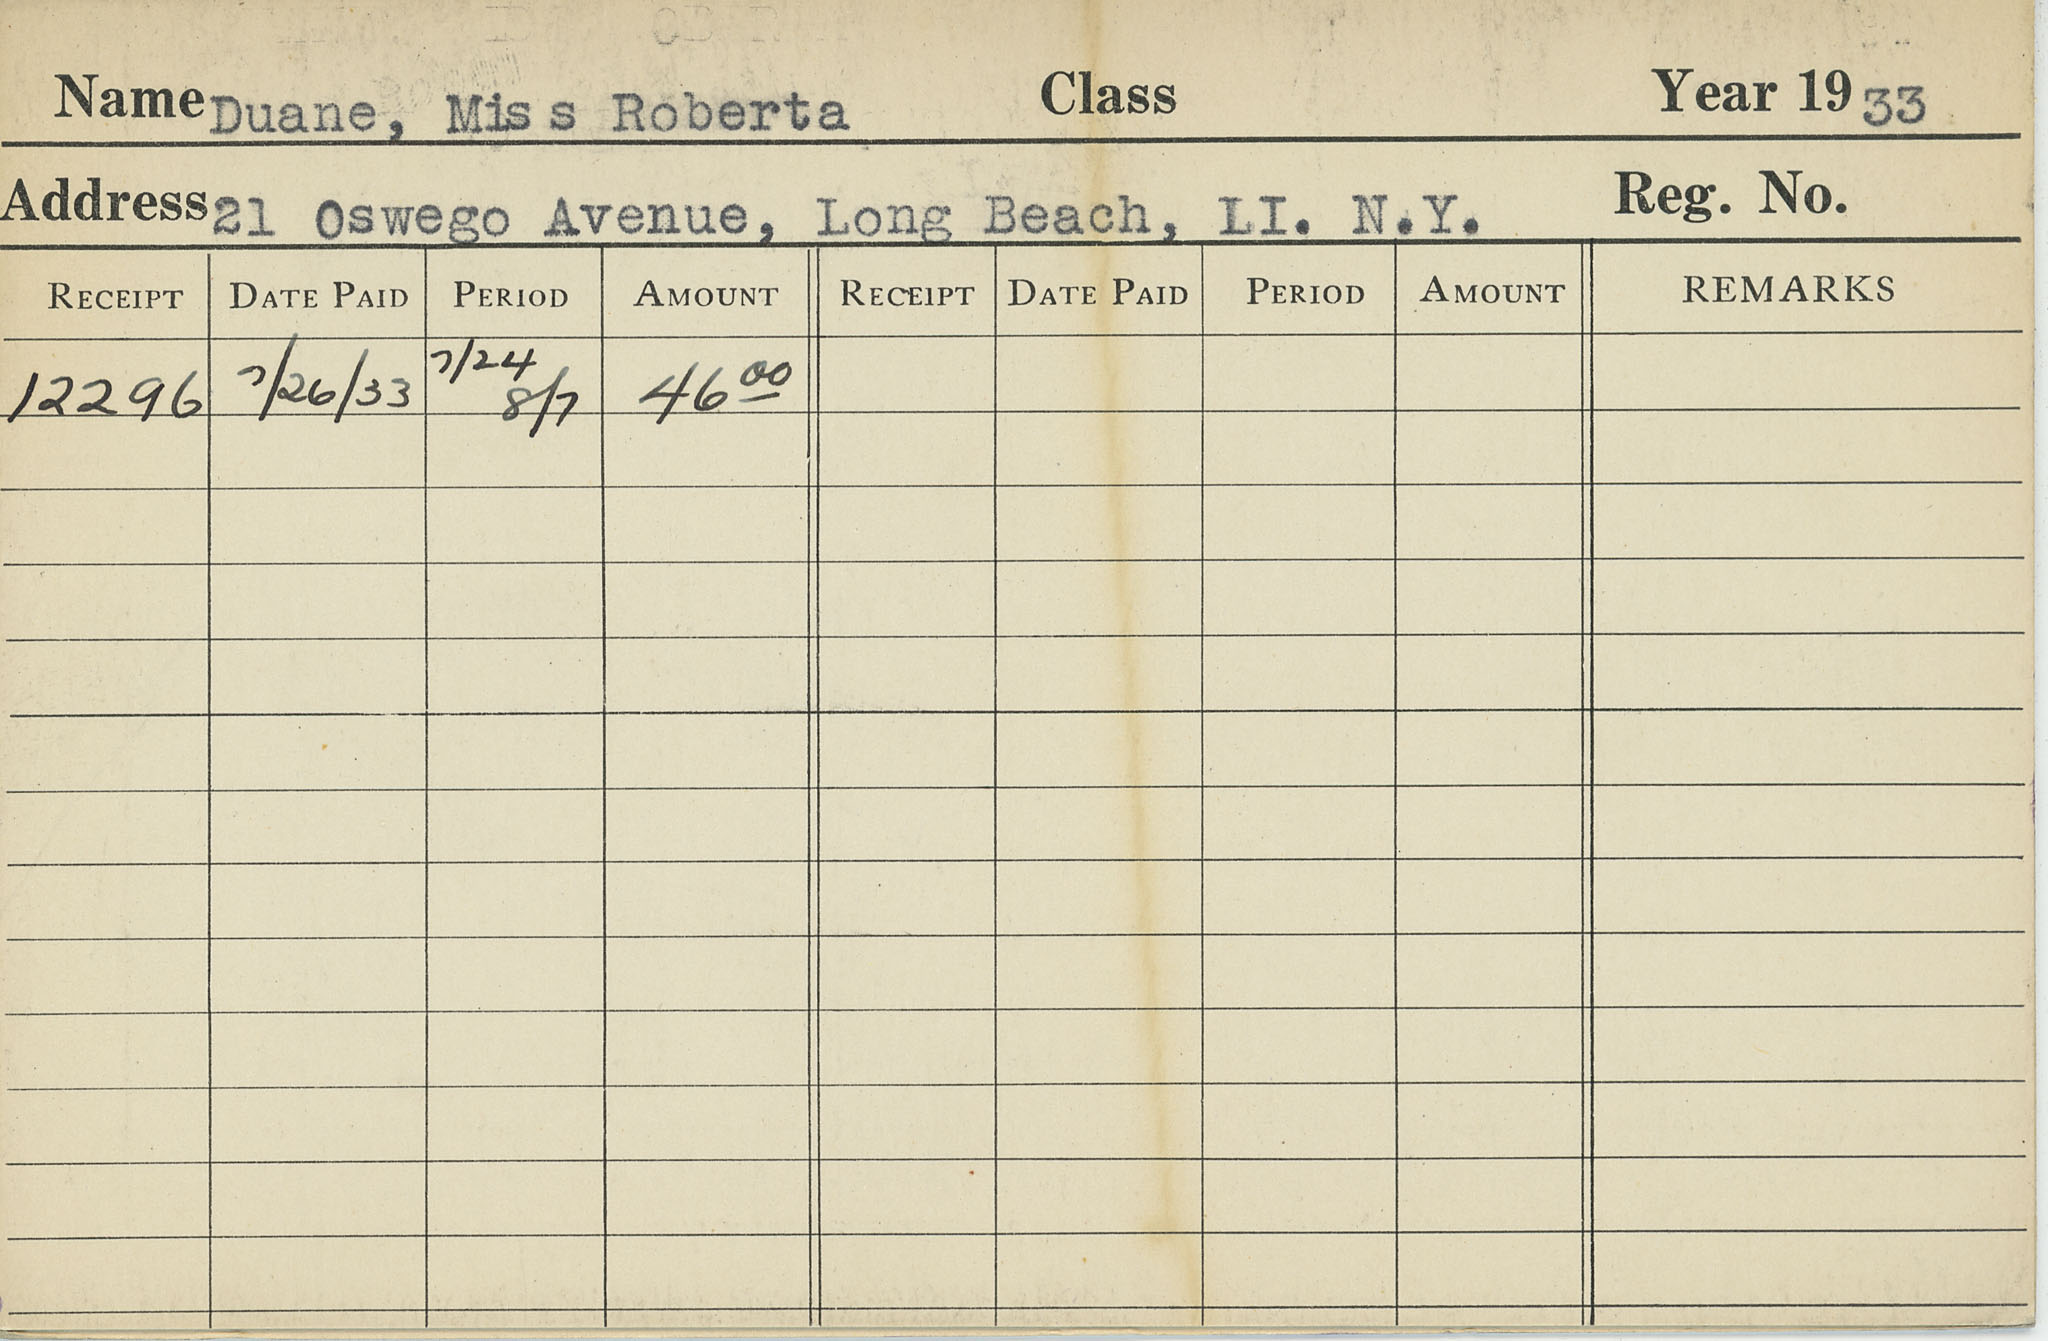 Name Duane, Miss Roberta Class Year 1933
Address 21 Oswego Avenue, Long Beach, LI. N.Y. Reg. No.
RECEIPT DATE PAID PERIOD AMOUNT RECEIPT DATE PAID PERIOD AMOUNT REMARKS
12296 7/26/33 7/24 8/7 46 00